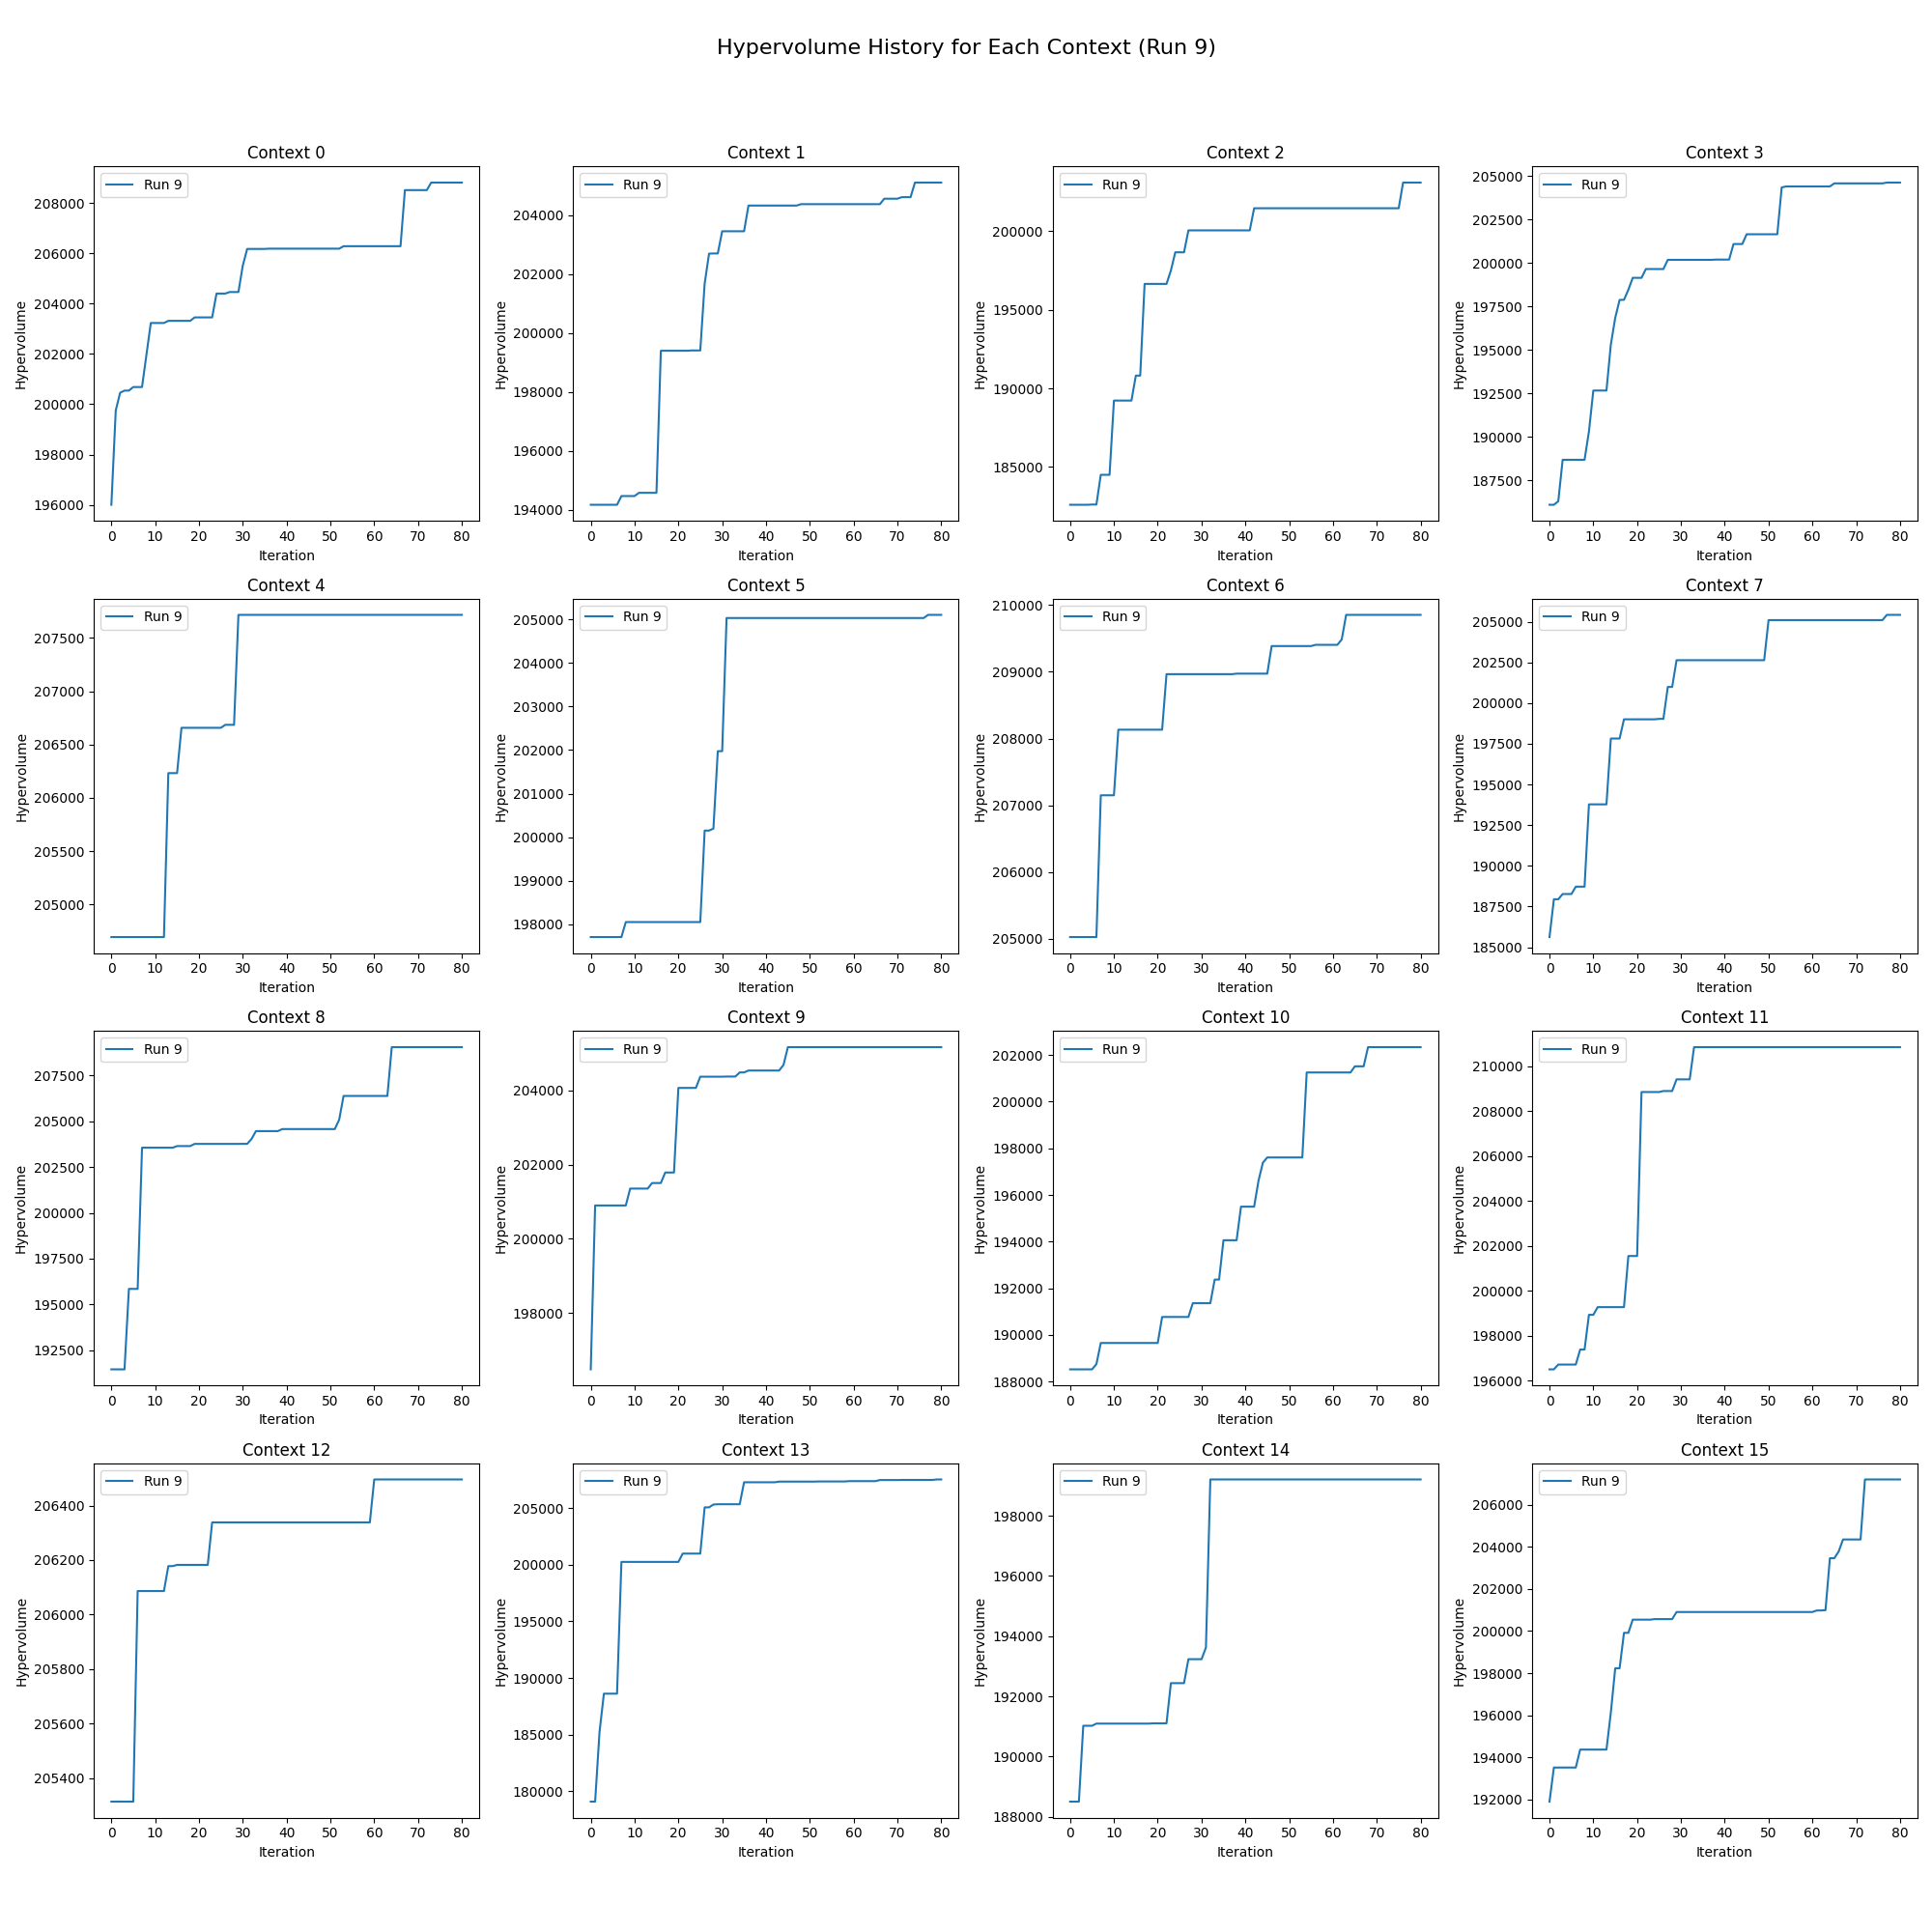 Hypervolume History for Each Context (Run 9)
Context 0
Run 9
208000
206000
204000
202000
200000
198000
196000
Hypervolume
0 10 20 30 40 50 60 70 80
Iteration
Context 1
Run 9
204000
202000
200000
198000
196000
194000
Hypervolume
0 10 20 30 40 50 60 70 80
Iteration
Context 2
Run 9
200000
195000
190000
185000
Hypervolume
0 10 20 30 40 50 60 70 80
Iteration
Context 3
Run 9
205000
202500
200000
197500
195000
192500
190000
187500
Hypervolume
0 10 20 30 40 50 60 70 80
Iteration
Context 4
Run 9
207500
207000
206500
206000
205500
205000
Hypervolume
0 10 20 30 40 50 60 70 80
Iteration
Context 5
Run 9
205000
204000
203000
202000
201000
200000
199000
198000
Hypervolume
0 10 20 30 40 50 60 70 80
Iteration
Context 6
Run 9
210000
209000
208000
207000
206000
205000
Hypervolume
0 10 20 30 40 50 60 70 80
Iteration
Context 7
Run 9
205000
202500
200000
197500
195000
192500
190000
187500
185000
Hypervolume
0 10 20 30 40 50 60 70 80
Iteration
Context 8
Run 9
207500
205000
202500
200000
197500
195000
192500
Hypervolume
0 10 20 30 40 50 60 70 80
Iteration
Context 9
Run 9
204000
202000
200000
198000
Hypervolume
0 10 20 30 40 50 60 70 80
Iteration
Context 10
Run 9
202000
200000
198000
196000
194000
192000
190000
188000
Hypervolume
0 10 20 30 40 50 60 70 80
Iteration
Context 11
Run 9
210000
208000
206000
204000
202000
200000
198000
196000
Hypervolume
0 10 20 30 40 50 60 70 80
Iteration
Context 12
Run 9
206400
206200
206000
205800
205600
205400
Hypervolume
0 10 20 30 40 50 60 70 80
Iteration
Context 13
Run 9
205000
200000
195000
190000
185000
180000
Hypervolume
0 10 20 30 40 50 60 70 80
Iteration
Context 14
Run 9
198000
196000
194000
192000
190000
188000
Hypervolume
0 10 20 30 40 50 60 70 80
Iteration
Context 15
Run 9
206000
204000
202000
200000
198000
196000
194000
192000
Hypervolume
0 10 20 30 40 50 60 70 80
Iteration